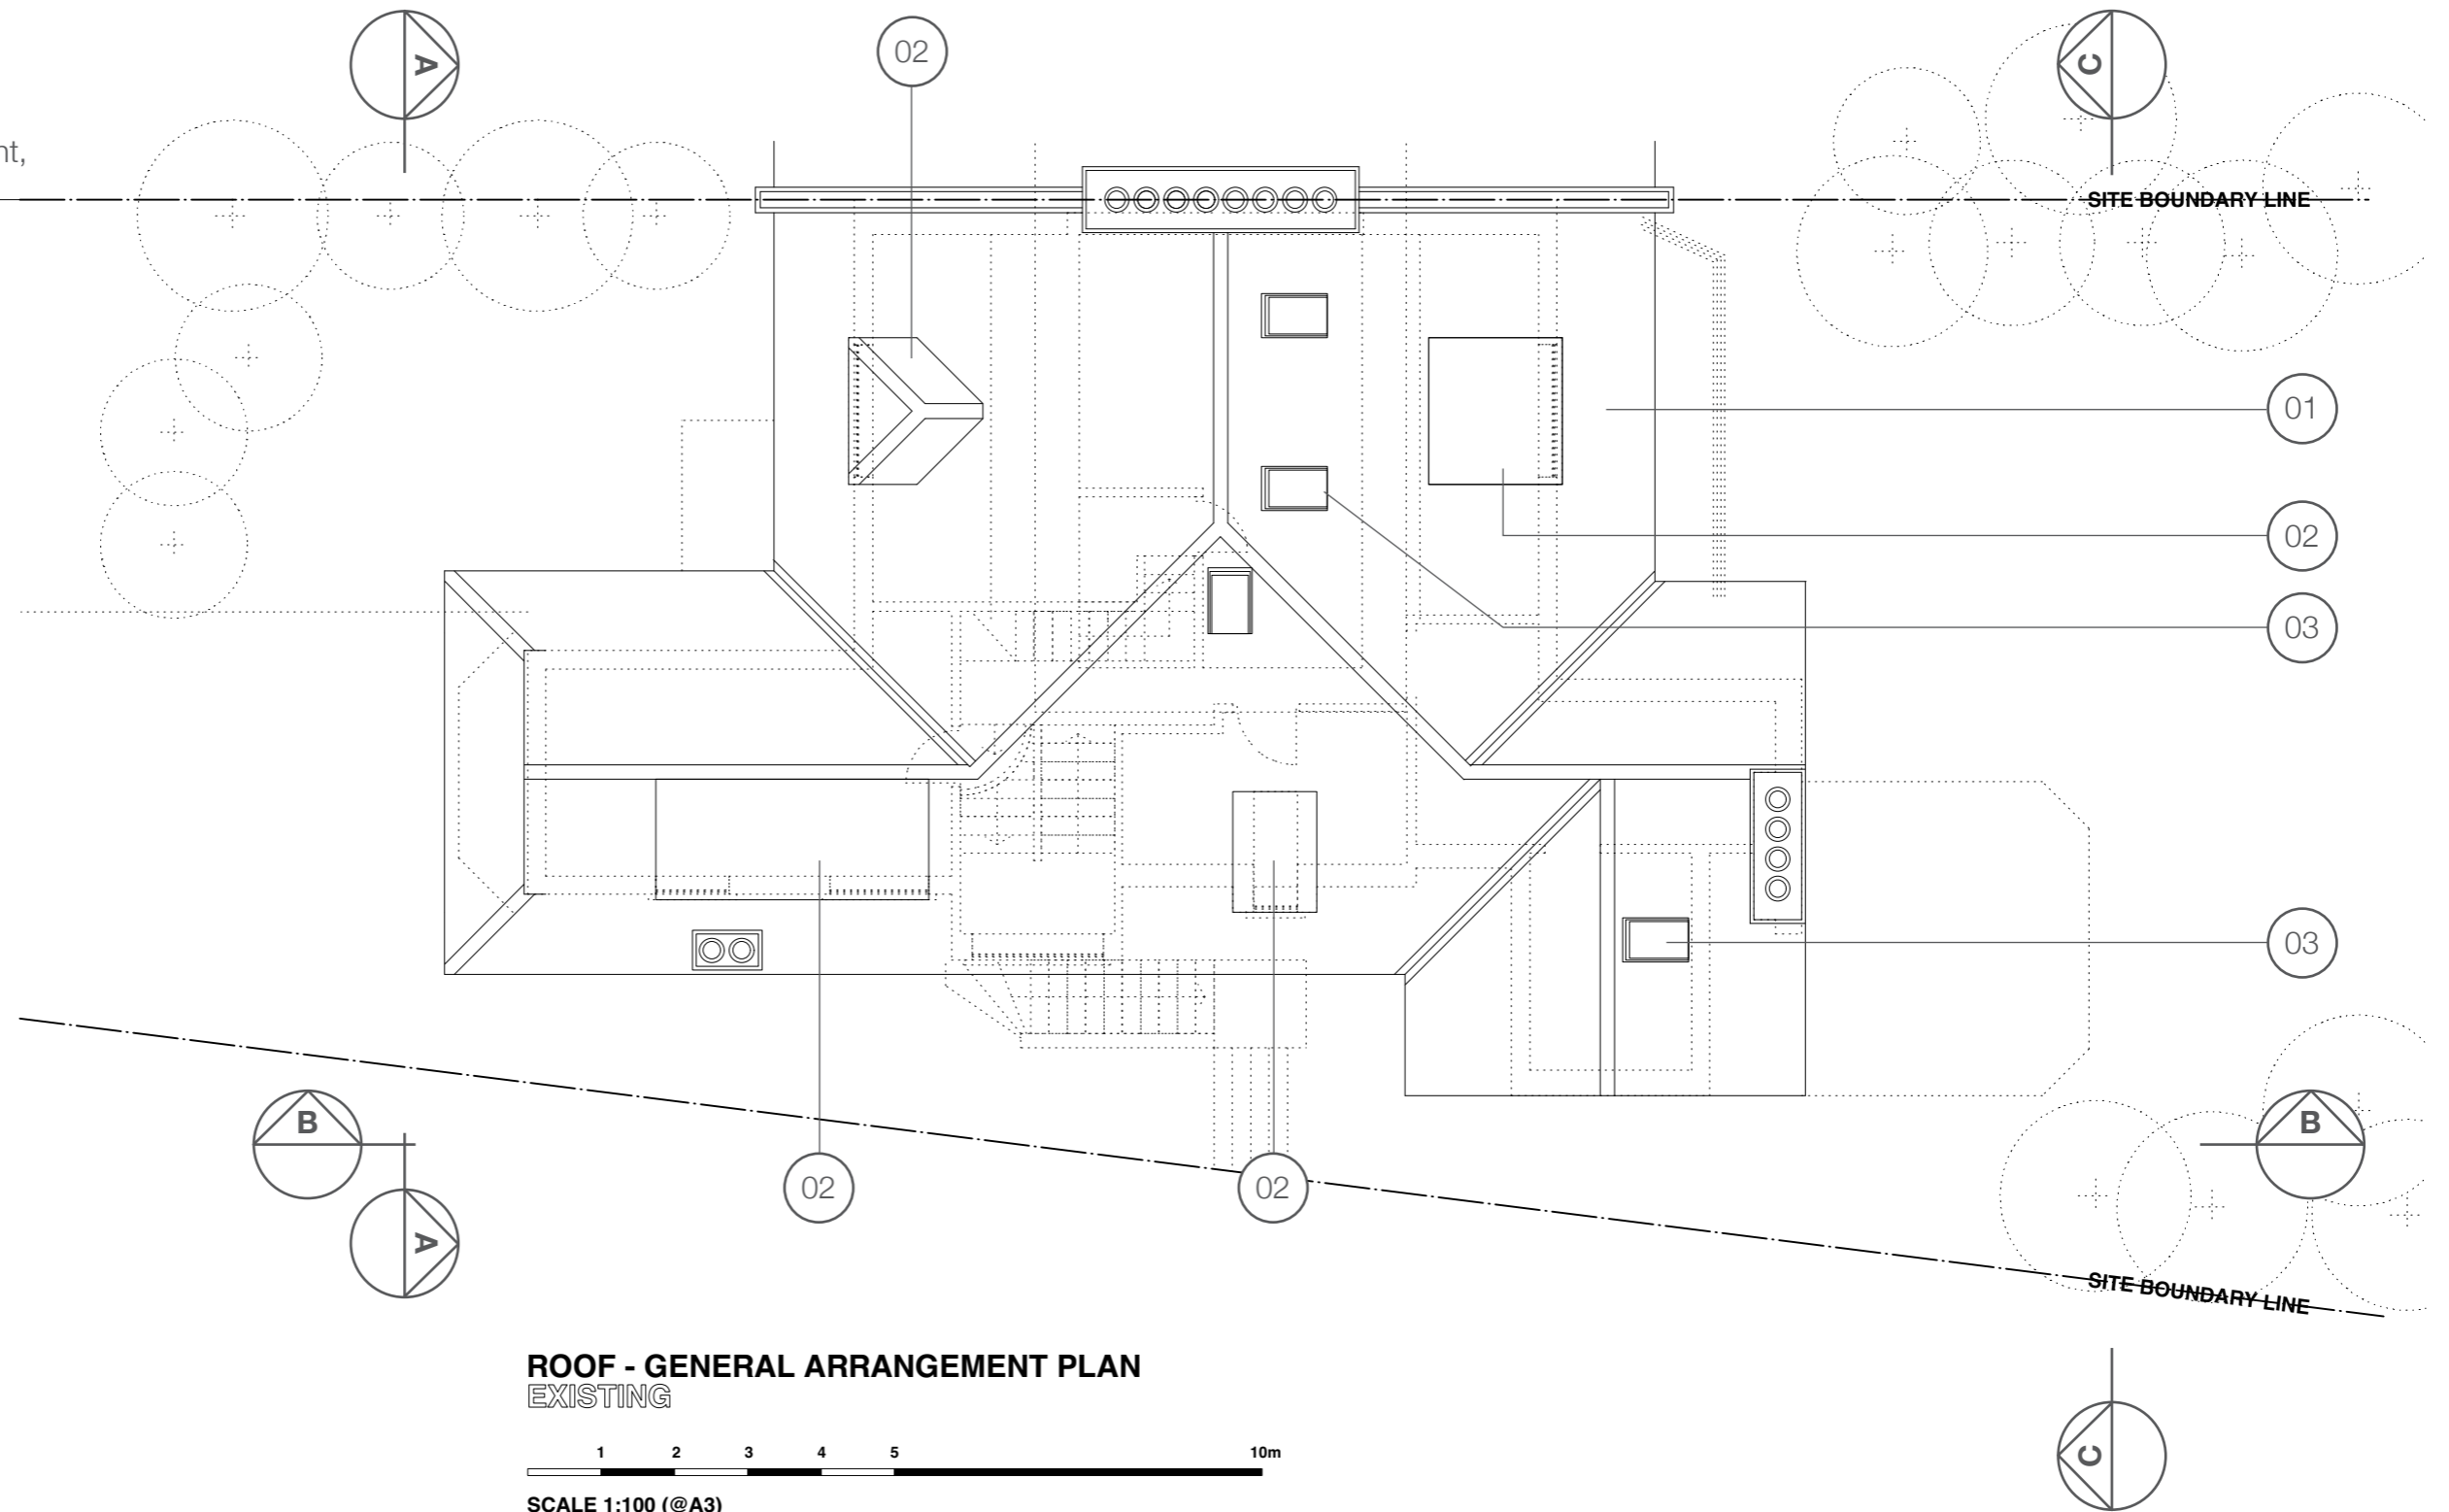 A
02
C
nt,
SITE BOUNDARY LINE
01
02
03
03
B
B
02
02
A
SITE BOUNDARY LINE
ROOF - GENERAL ARRANGEMENT PLAN
EXISTING
1 2 3 4 5 10m
SCALE 1:100 (@A3)
C